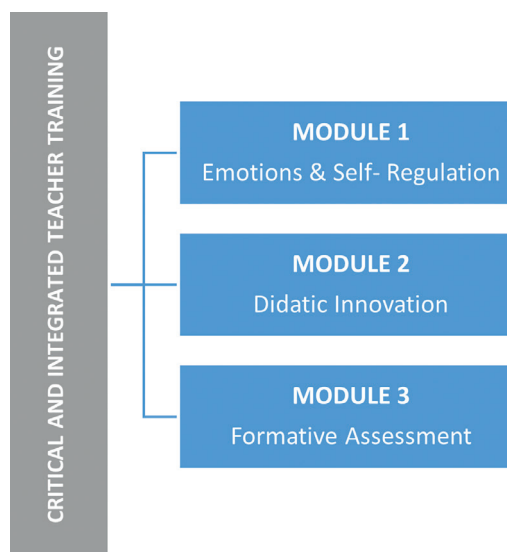 CRITICAL AND INTEGRATED TEACHER TRAINING
MODULE 1
Emotions & Self- Regulation
MODULE 2
Didatic Innovation
MODULE 3
Formative Assessment